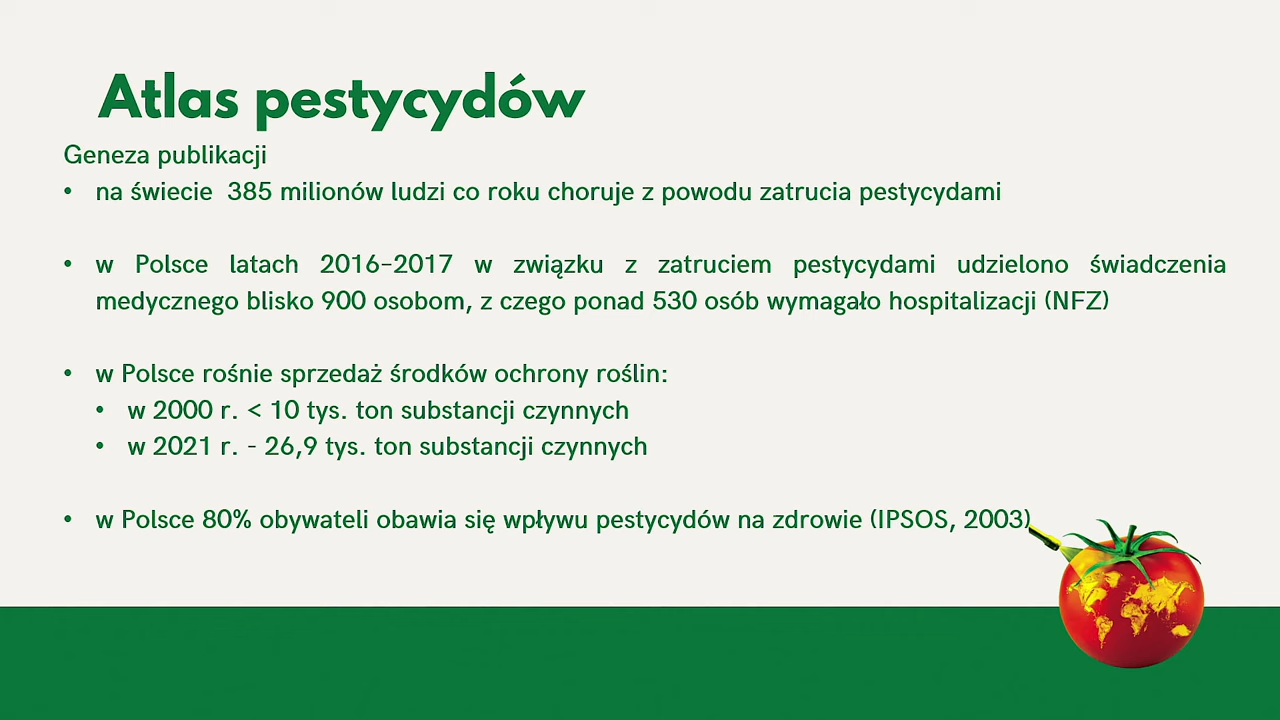 Atlas pestycydów
Geneza publikacji
• na świecie 385 milionów ludzi co roku choruje z powodu zatrucia pestycydami
• w Polsce latach 2016–2017 w związku z zatruciem pestycydami udzielono świadczenia
medycznego blisko 900 osobom, z czego ponad 530 osób wymagało hospitalizacji (NFZ)
• w Polsce rośnie sprzedaż środków ochrony roślin:
• w 2000 r. < 10 tys. ton substancji czynnych
• w 2021 r. - 26,9 tys. ton substancji czynnych
• w Polsce 80% obywateli obawia się wpływu pestycydów na zdrowie (IPSOS, 2003)